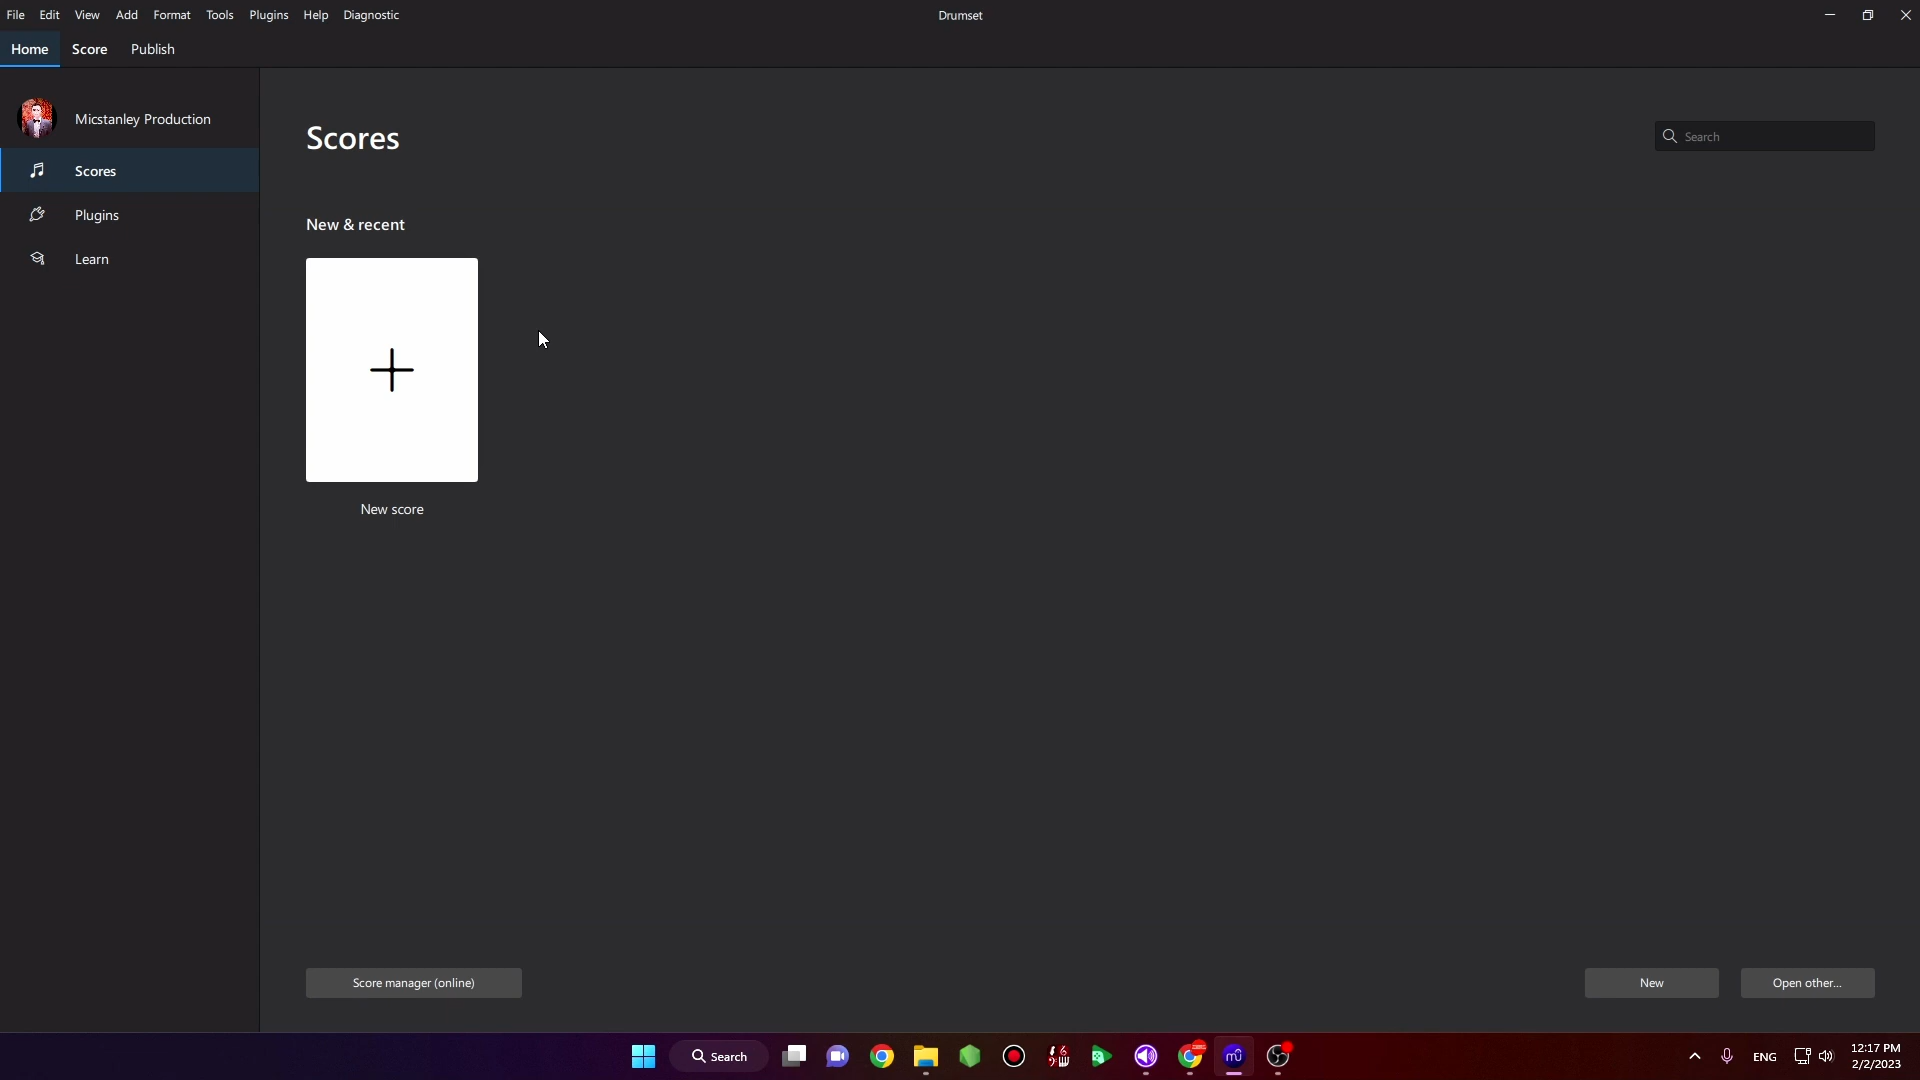 File Edit View Add Format Tools Plugins Help Diagnostic
Drumset
Home Score Publish
Micstanley Production
Scores
Plugins
Learn
Scores
Search
New & recent
New score
Score manager (online)
New
Open other...
Search
ENG
12:17 PM
2/2/2023